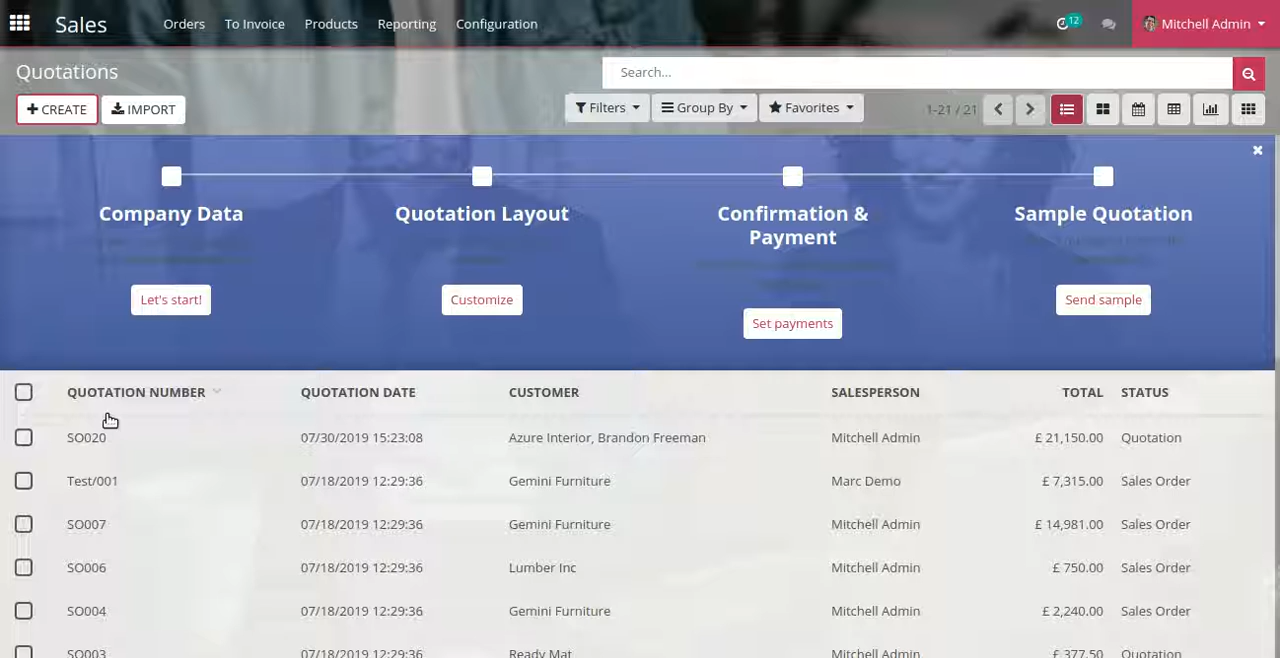 Sales Orders To Invoice Products Reporting Configuration 12 Mitchell Admin
Quotations Search...
CREATE IMPORT Filters Group By Favorites 1-21 / 21
Company Data Quotation Layout Confirmation & Payment Sample Quotation
Let's start! Customize Set payments Send sample
QUOTATION NUMBER QUOTATION DATE CUSTOMER SALESPERSON TOTAL STATUS
SO020 07/30/2019 15:23:08 Azure Interior, Brandon Freeman Mitchell Admin £ 21,150.00 Quotation
Test/001 07/18/2019 12:29:36 Gemini Furniture Marc Demo £ 7,315.00 Sales Order
SO007 07/18/2019 12:29:36 Gemini Furniture Mitchell Admin £ 14,981.00 Sales Order
SO006 07/18/2019 12:29:36 Lumber Inc Mitchell Admin £ 750.00 Sales Order
SO004 07/18/2019 12:29:36 Gemini Furniture Mitchell Admin £ 2,240.00 Sales Order
SO003 07/18/2019 12:29:36 Ready Mat Mitchell Admin £ 377.50 Quotation